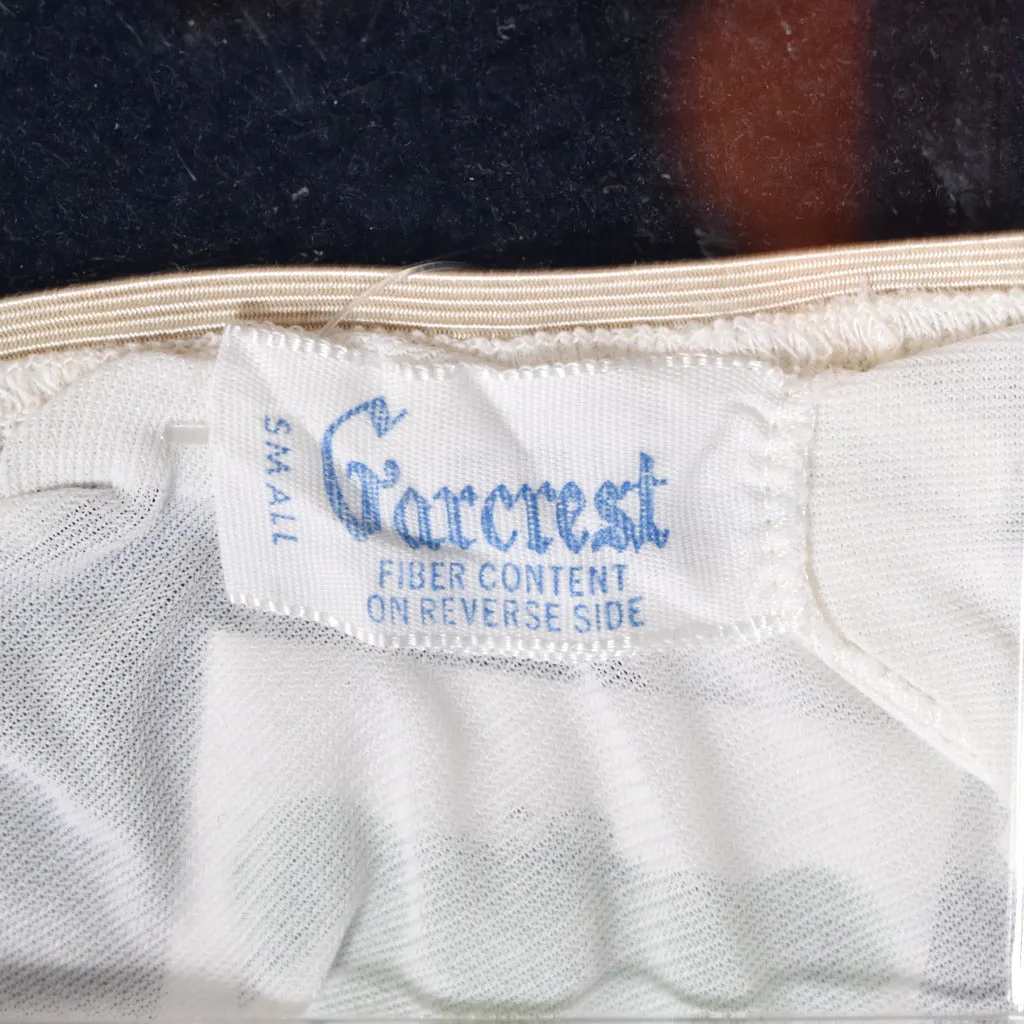 SMALL
Garcrest
FIBER CONTENT
ON REVERSE SIDE